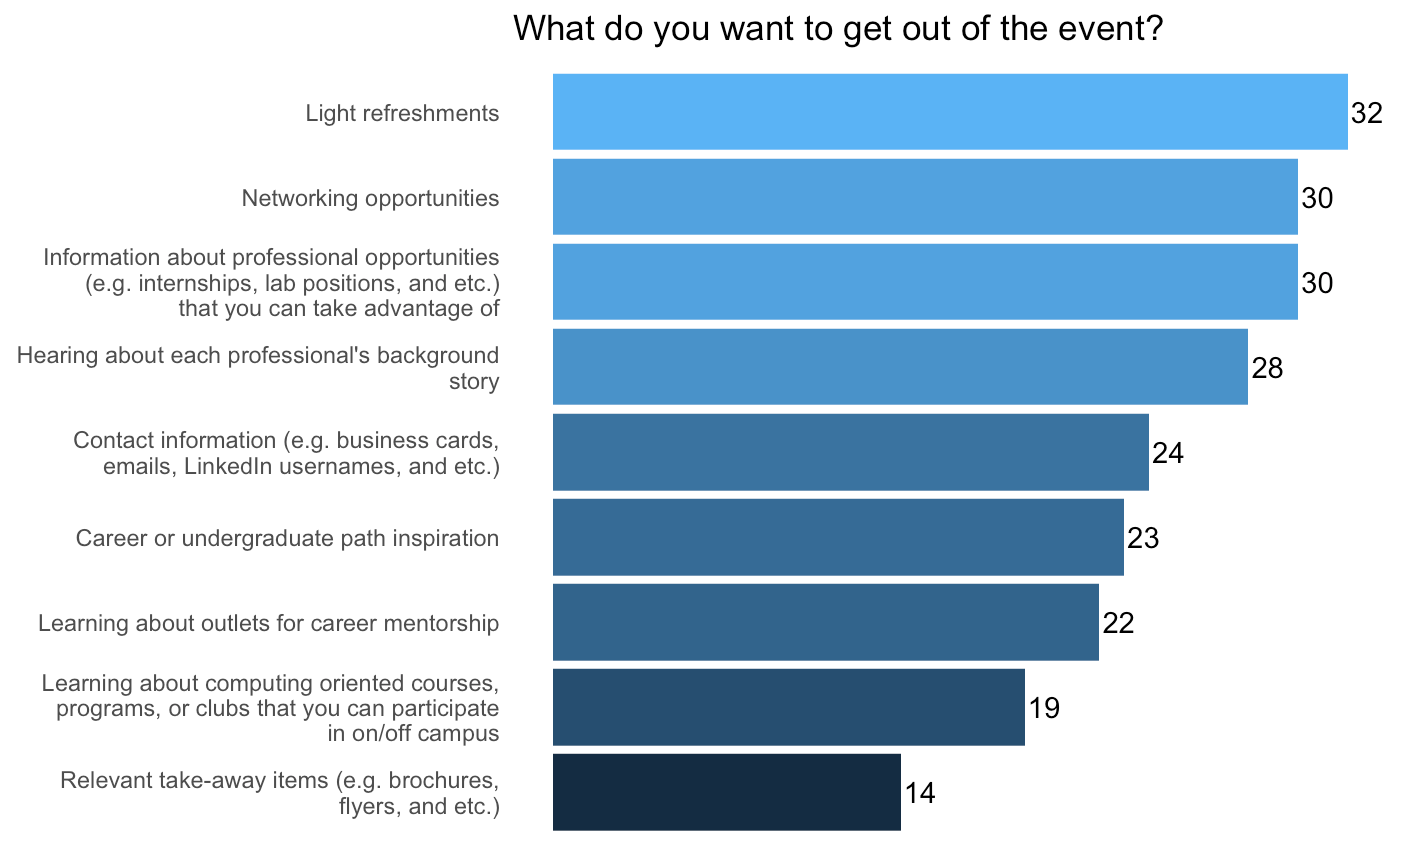 What do you want to get out of the event?
Light refreshments
32
Networking opportunities
30
Information about professional opportunities
(e.g. internships, lab positions, and etc.)
that you can take advantage of
30
Hearing about each professional's background
story
28
Contact information (e.g. business cards,
emails, LinkedIn usernames, and etc.)
24
Career or undergraduate path inspiration
23
Learning about outlets for career mentorship
22
Learning about computing oriented courses,
programs, or clubs that you can participate
in on/off campus
19
Relevant take-away items (e.g. brochures,
flyers, and etc.)
14